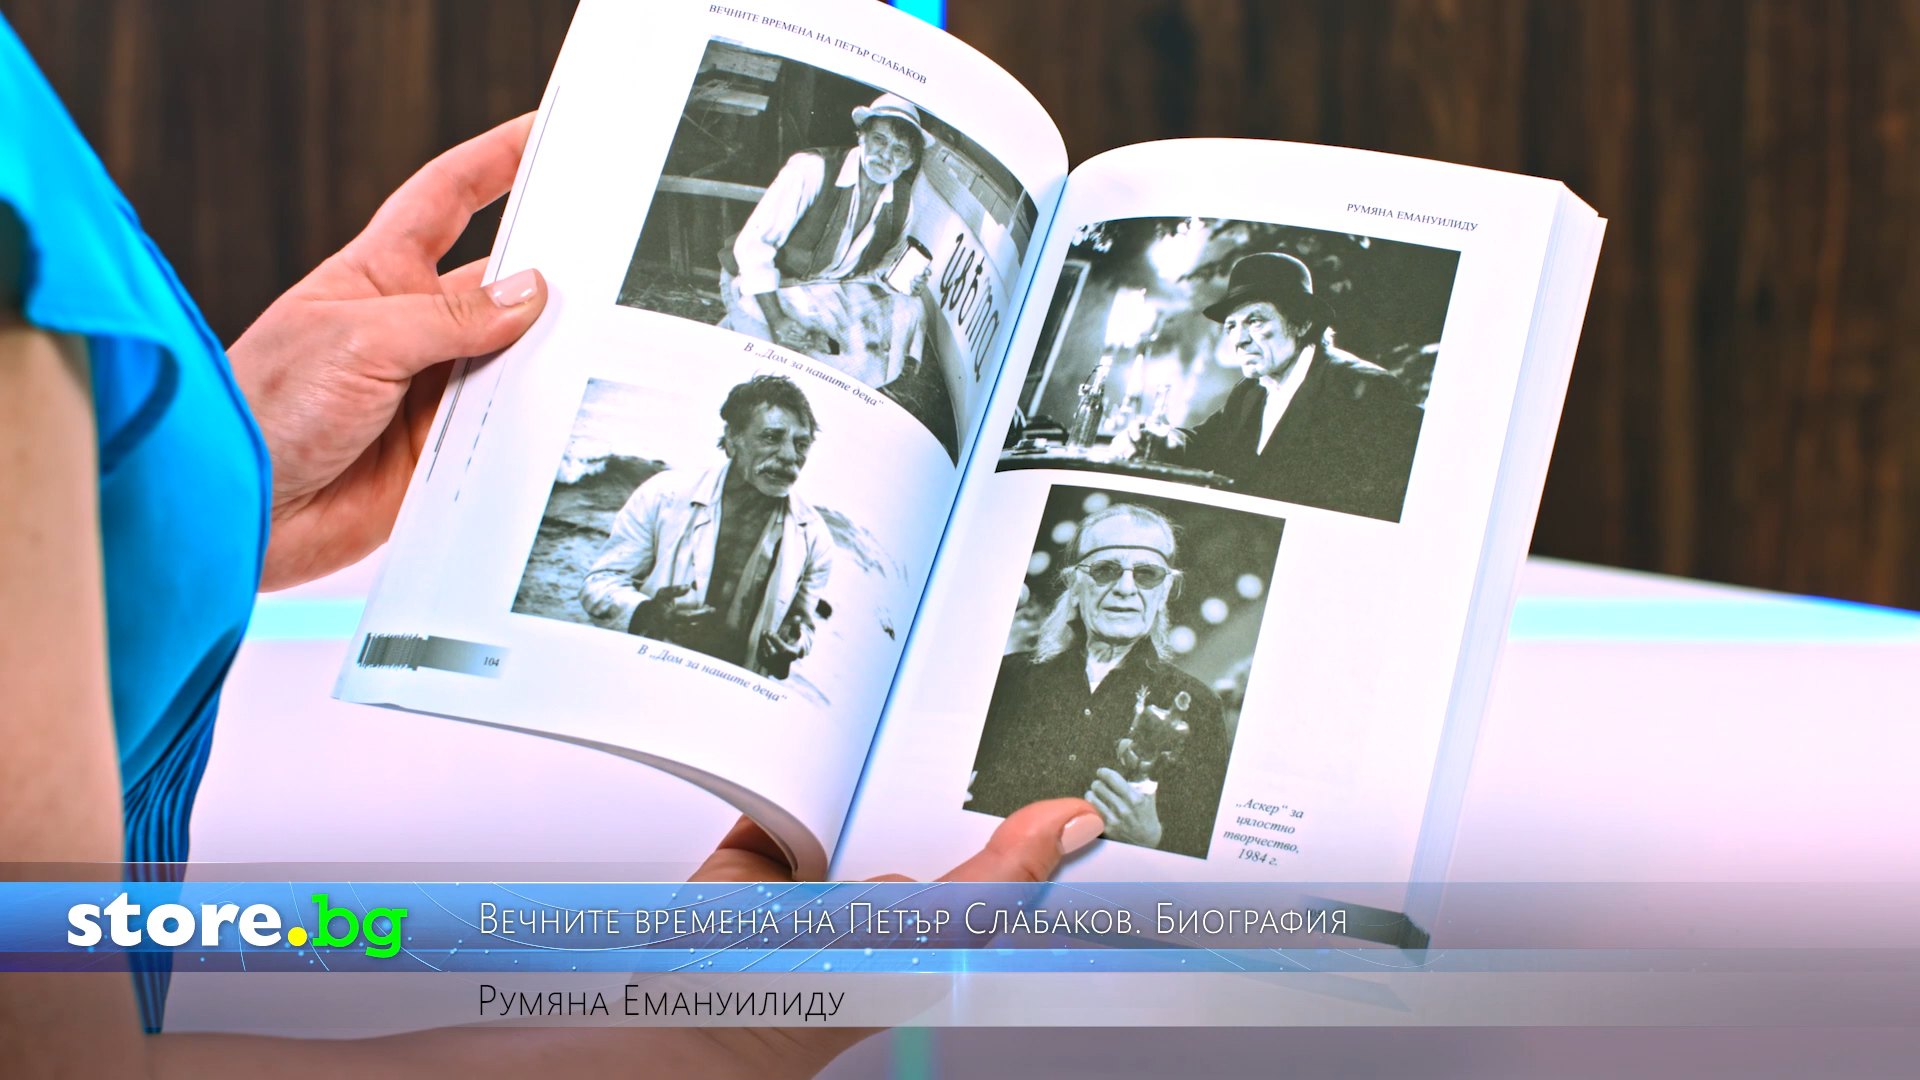 ВЕЧНИТЕ ВРЕМЕНА НА ПЕТЪР СЛАБАКОВ
цвѣта
В „Дом за нашите деца“
В „Дом за нашите деца“
104
РУМЯНА ЕМАНУИЛИДУ
„Аскер“ за
цялостно
творчество,
1984 г.
store.bg
Вечните времена на Петър Слабаков. Биография
Румяна Емануилиду